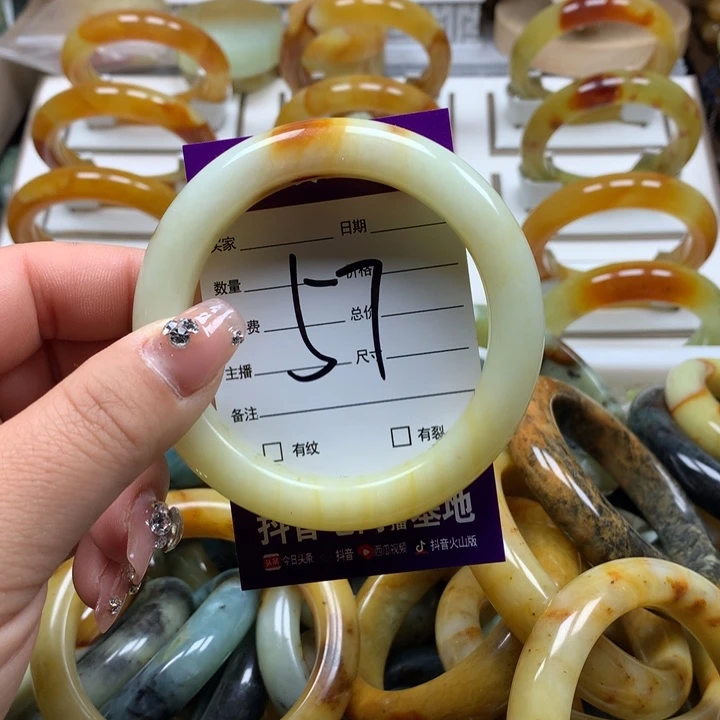 买家 日期
57
数量 价格
费 总价
主播 尺寸
备注
有纹 有裂
抖音 播基地
头条 今日头条 抖音 西瓜视频 抖音火山版